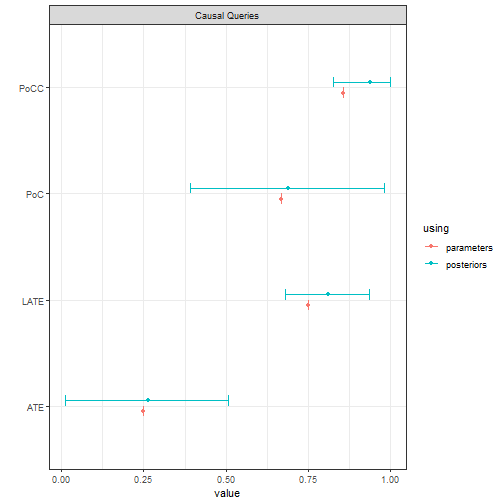 Causal Queries
PoCC
PoC
LATE
ATE
0.00 0.25 0.50 0.75 1.00
value
using
parameters
posteriors